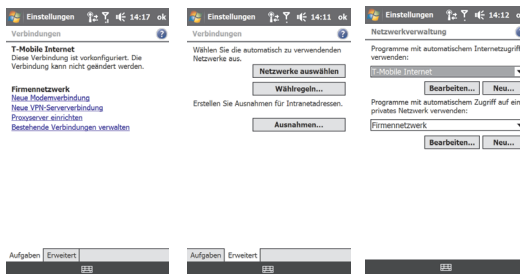 Einstellungen 14:17 ok
Verbindungen
T-Mobile Internet
Diese Verbindung ist vorkonfiguriert. Die
Verbindung kann nicht geändert werden.
Firmennetzwerk
Neue Modemverbindung
Neue VPN-Serververbindung
Proxyserver einrichten
Bestehende Verbindungen verwalten
Aufgaben Erweitert
Einstellungen 14:11 ok
Verbindungen
Wählen Sie die automatisch zu verwendenden
Netzwerke aus.
Netzwerke auswählen
Wählregeln...
Erstellen Sie Ausnahmen für Intranetadressen.
Ausnahmen...
Aufgaben Erweitert
Einstellungen 14:12 ok
Netzwerkverwaltung
Programme mit automatischem Internetzugriff
verwenden:
T-Mobile Internet
Bearbeiten... Neu...
Programme mit automatischem Zugriff auf ein
privates Netzwerk verwenden:
Firmennetzwerk
Bearbeiten... Neu...